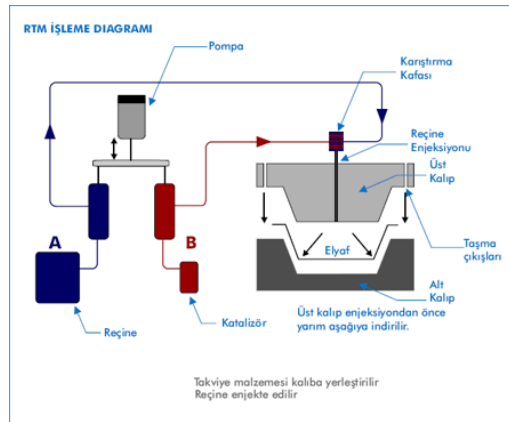 RTM İŞLEME DIAGRAMI
Pompa
Karıştırma
Kafası
Reçine
Enjeksiyonu
Üst
Kalıp
A
B
Elyaf
Taşma
çıkışları
Reçine
Katalizör
Alt
Kalıp
Üst kalıp enjeksiyondan önce
yarım aşağıya indirilir.
Takviye malzemesi kalıba yerleştirilir
Reçine enjekte edilir